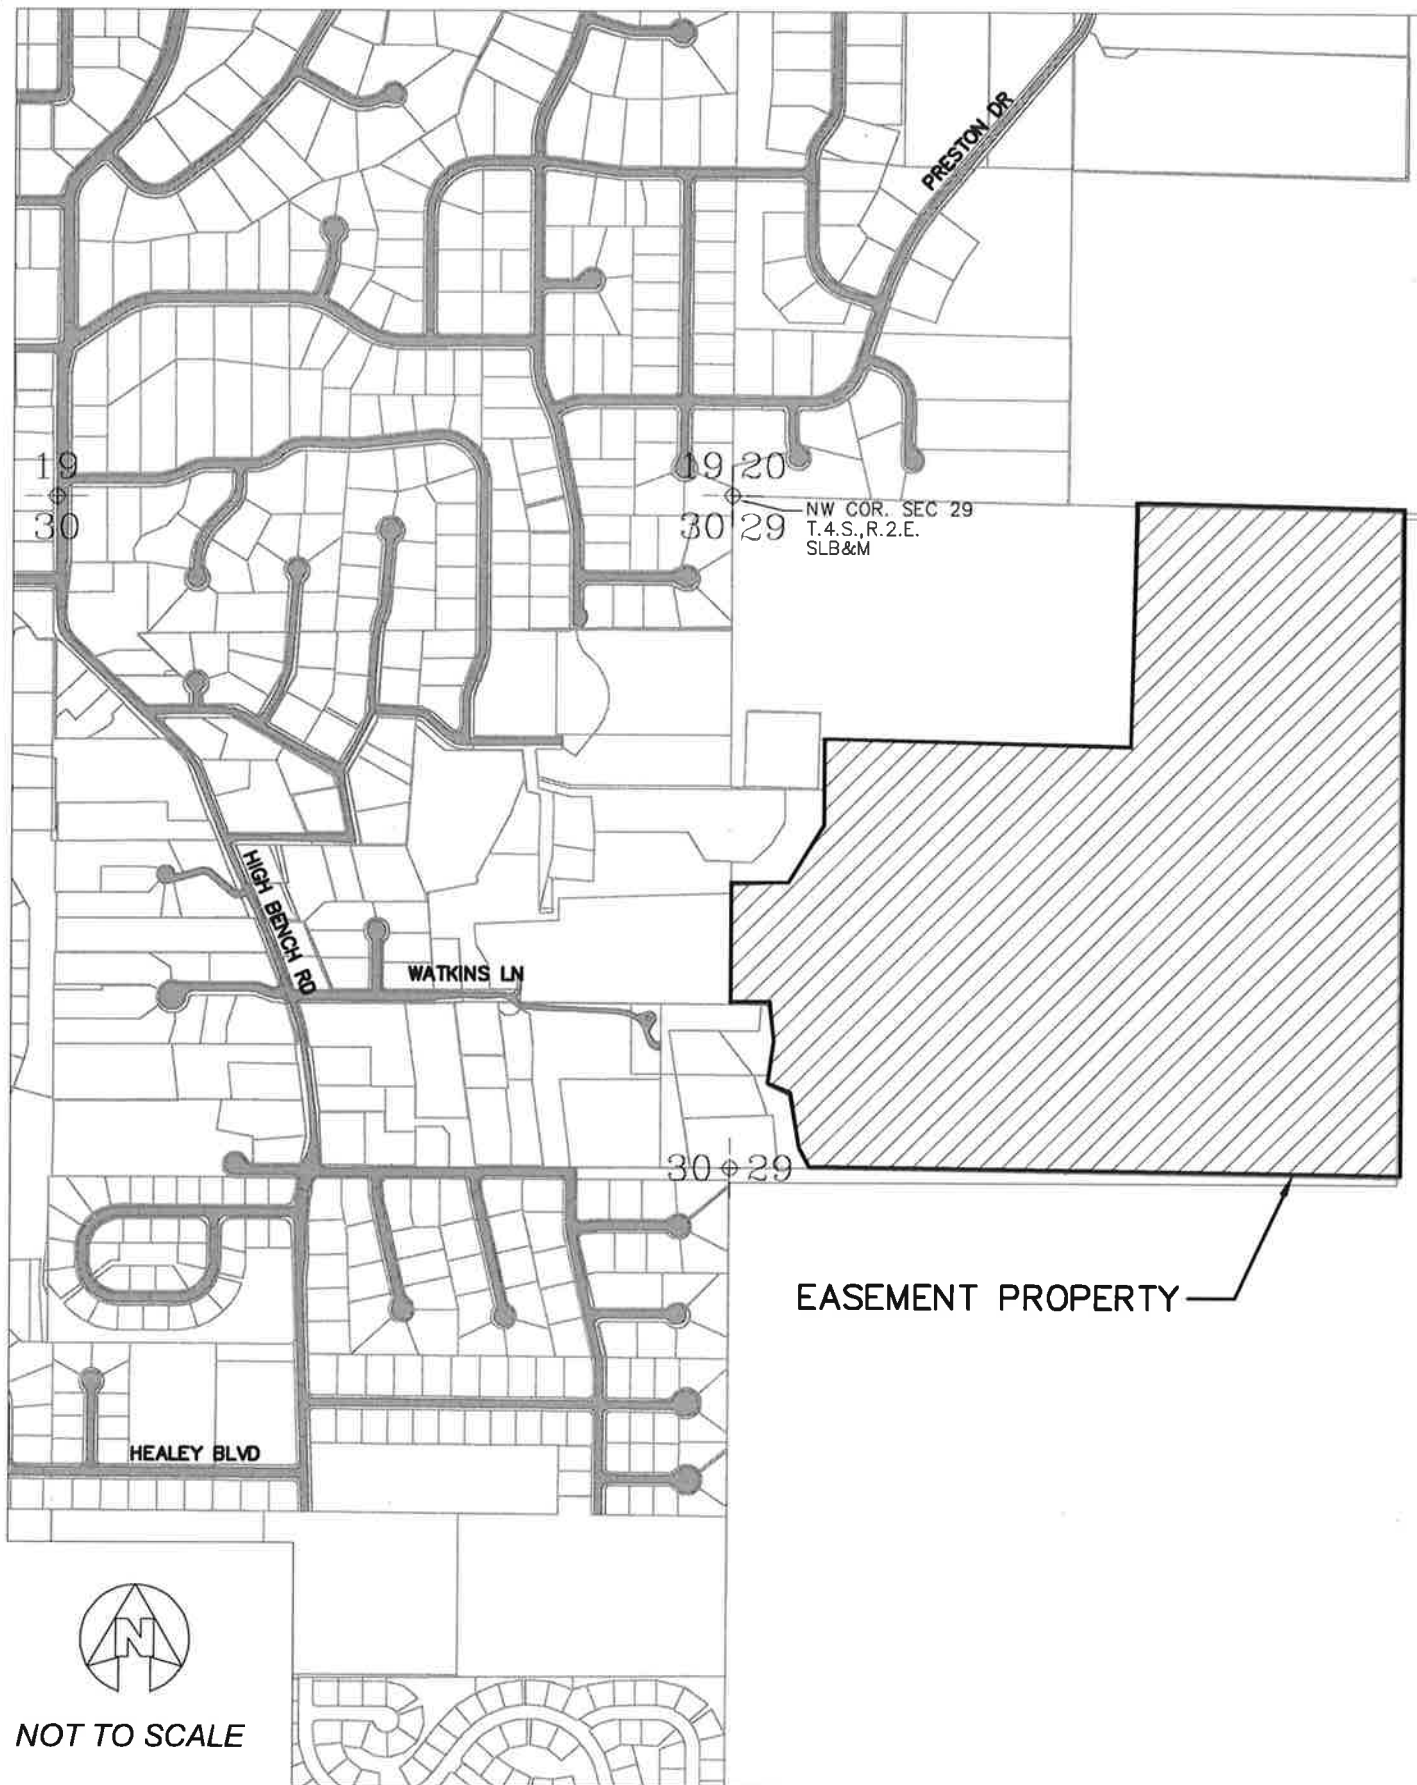 PRESTON DR
19
30
19 20
30 29
NW COR. SEC 29
T.4.S.,R.2.E.
SLB&M
HIGH BENCH RD
WATKINS LN
30 29
EASEMENT PROPERTY
HEALEY BLVD
N
NOT TO SCALE